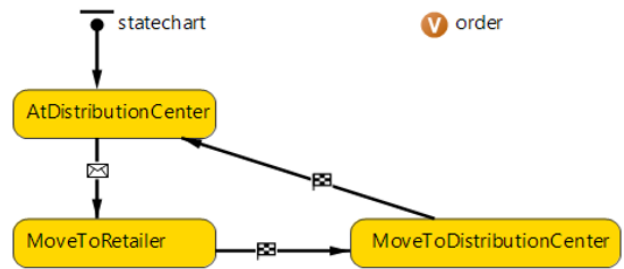 statechart
V order
AtDistributionCenter
MoveToRetailer
MoveToDistributionCenter